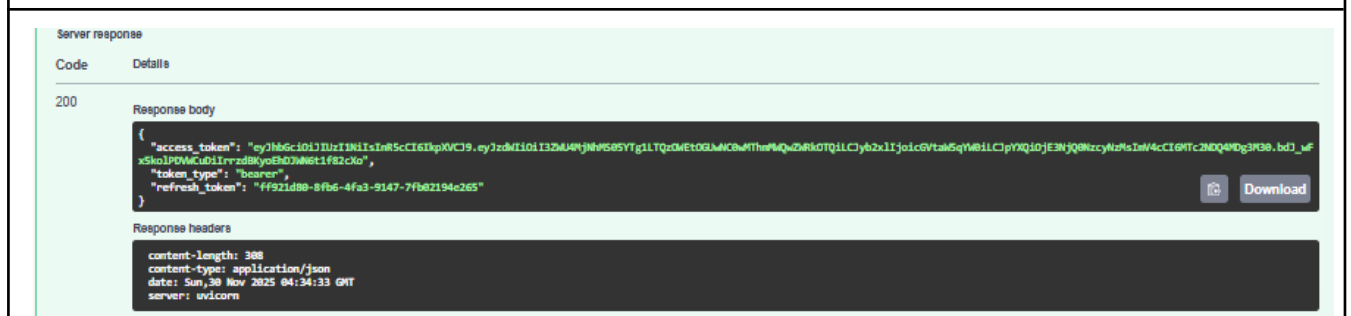 Server response
Code Details
200
Response body
{
"access_token":
"token_type": "bearer",
"refresh_token": "ff921d80-8fb6-4fa3-9147-7fb02194e265"
}
Download
Response headers
content-length: 308
content-type: application/json
date: Sun,30 Nov 2025 04:34:33 GMT
server: uvicorn